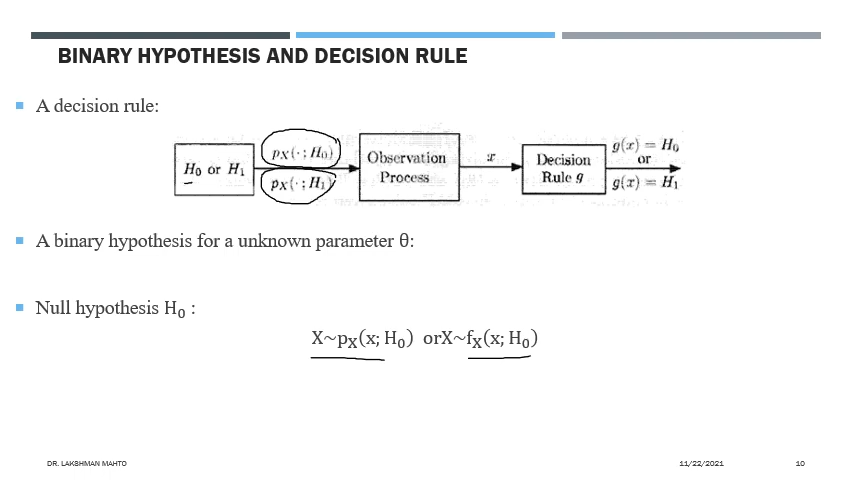 BINARY HYPOTHESIS AND DECISION RULE
A decision rule:
H₀ or H₁
pX(·; H₀)
pX(·; H₁)
Observation
Process
x
Decision
Rule g
g(x) = H₀
or
g(x) = H₁
A binary hypothesis for a unknown parameter θ:
Null hypothesis H₀ :
X~pX(x; H₀) orX~fX(x; H₀)
DR. LAKSHMAN MAHTO
11/22/2021
10